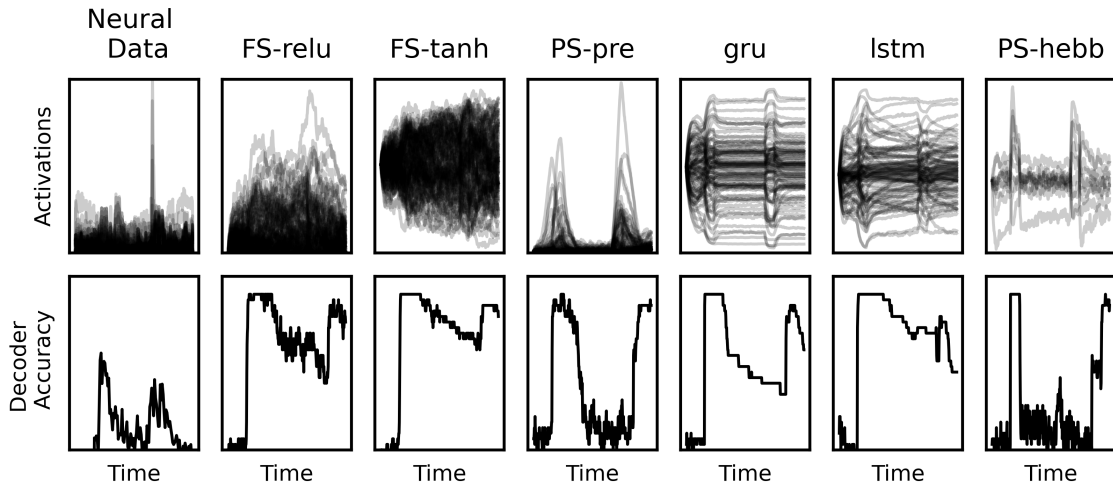 Neural
Data
FS-relu
FS-tanh
PS-pre
gru
lstm
PS-hebb
Activations
Decoder
Accuracy
Time
Time
Time
Time
Time
Time
Time